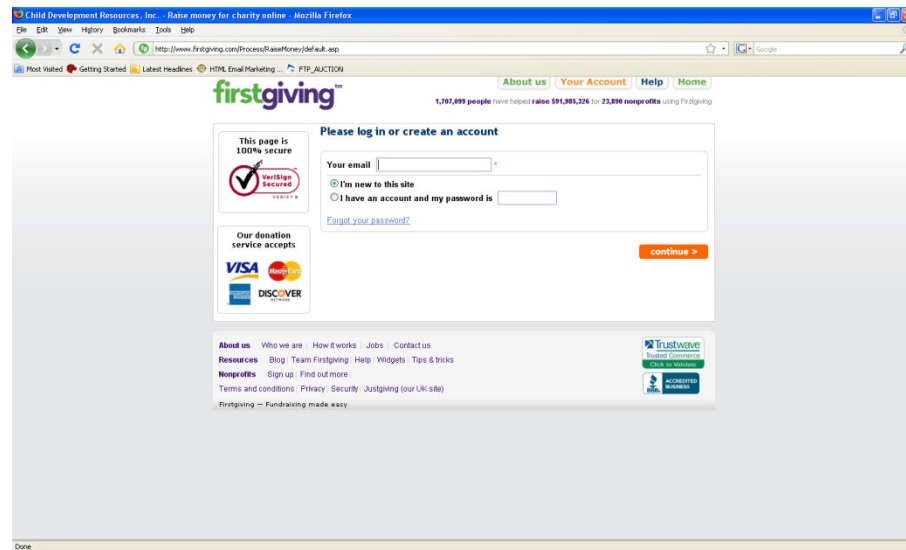 Child Development Resources, Inc. - Raise money for charity online - Mozilla Firefox
File Edit View History Bookmarks Tools Help
http://www.firstgiving.com/Process/RaiseMoney/default.asp
Google
Most Visited Getting Started Latest Headlines HTML Email Marketing ... FTP_AUCTION
firstgiving™
About us Your Account Help Home
1,707,099 people have helped raise $91,985,326 for 23,890 nonprofits using Firstgiving
This page is
100% secure
VeriSign
Secured
VERIFY
Please log in or create an account
Your email *
I'm new to this site
I have an account and my password is
Forgot your password?
continue >
Our donation
service accepts
VISA MasterCard
DISCOVER
NETWORK
About us Who we are | How it works | Jobs | Contact us
Resources Blog | Team Firstgiving | Help | Widgets | Tips & tricks
Nonprofits Sign up | Find out more |
Terms and conditions | Privacy | Security | Justgiving (our UK site)
Firstgiving — Fundraising made easy
Trustwave
Trusted Commerce
Click to Validate
BBB. ACCREDITED
BUSINESS
Done